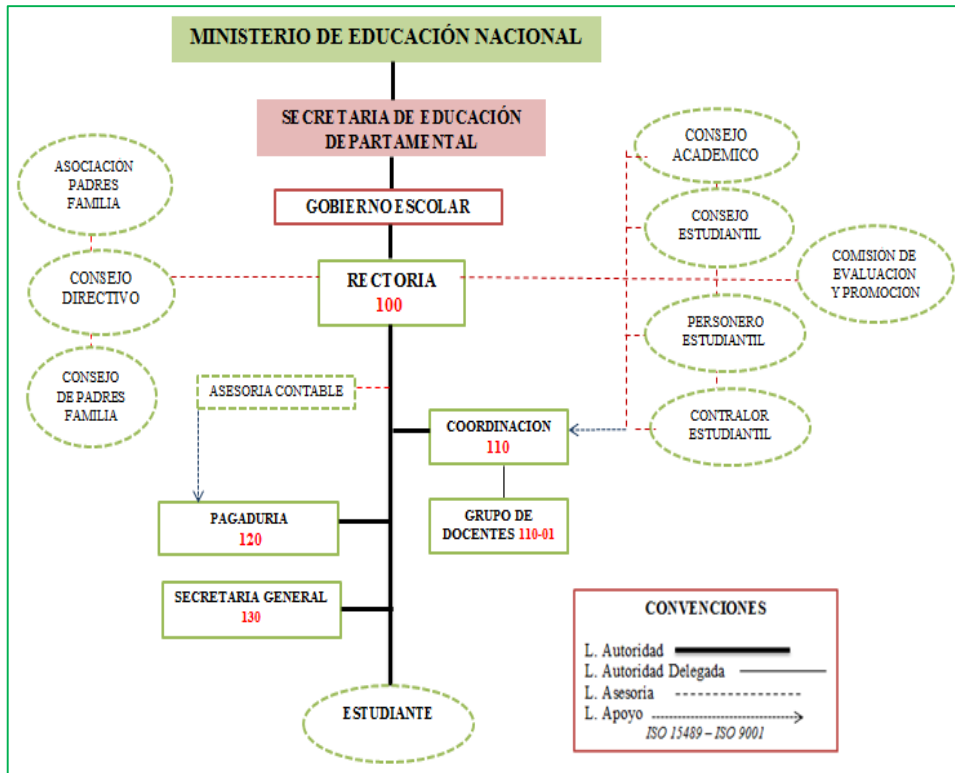 MINISTERIO DE EDUCACIÓN NACIONAL
SECRETARIA DE EDUCACIÓN
DEPARTAMENTAL
GOBIERNO ESCOLAR
RECTORIA
100
ASOCIACIÓN
PADRES
FAMILIA
CONSEJO
DIRECTIVO
CONSEJO
DE PADRES
FAMILIA
CONSEJO
ACADEMICO
CONSEJO
ESTUDIANTIL
COMISION DE
EVALUACION
Y PROMOCION
PERSONERO
ESTUDIANTIL
CONTRALOR
ESTUDIANTIL
ASESORIA CONTABLE
COORDINACION
110
GRUPO DE
DOCENTES 110-01
PAGADURIA
120
SECRETARIA GENERAL
130
ESTUDIANTE
CONVENCIONES
L. Autoridad
L. Autoridad Delegada
L. Asesoria
L. Apoyo
ISO 15489 – ISO 9001